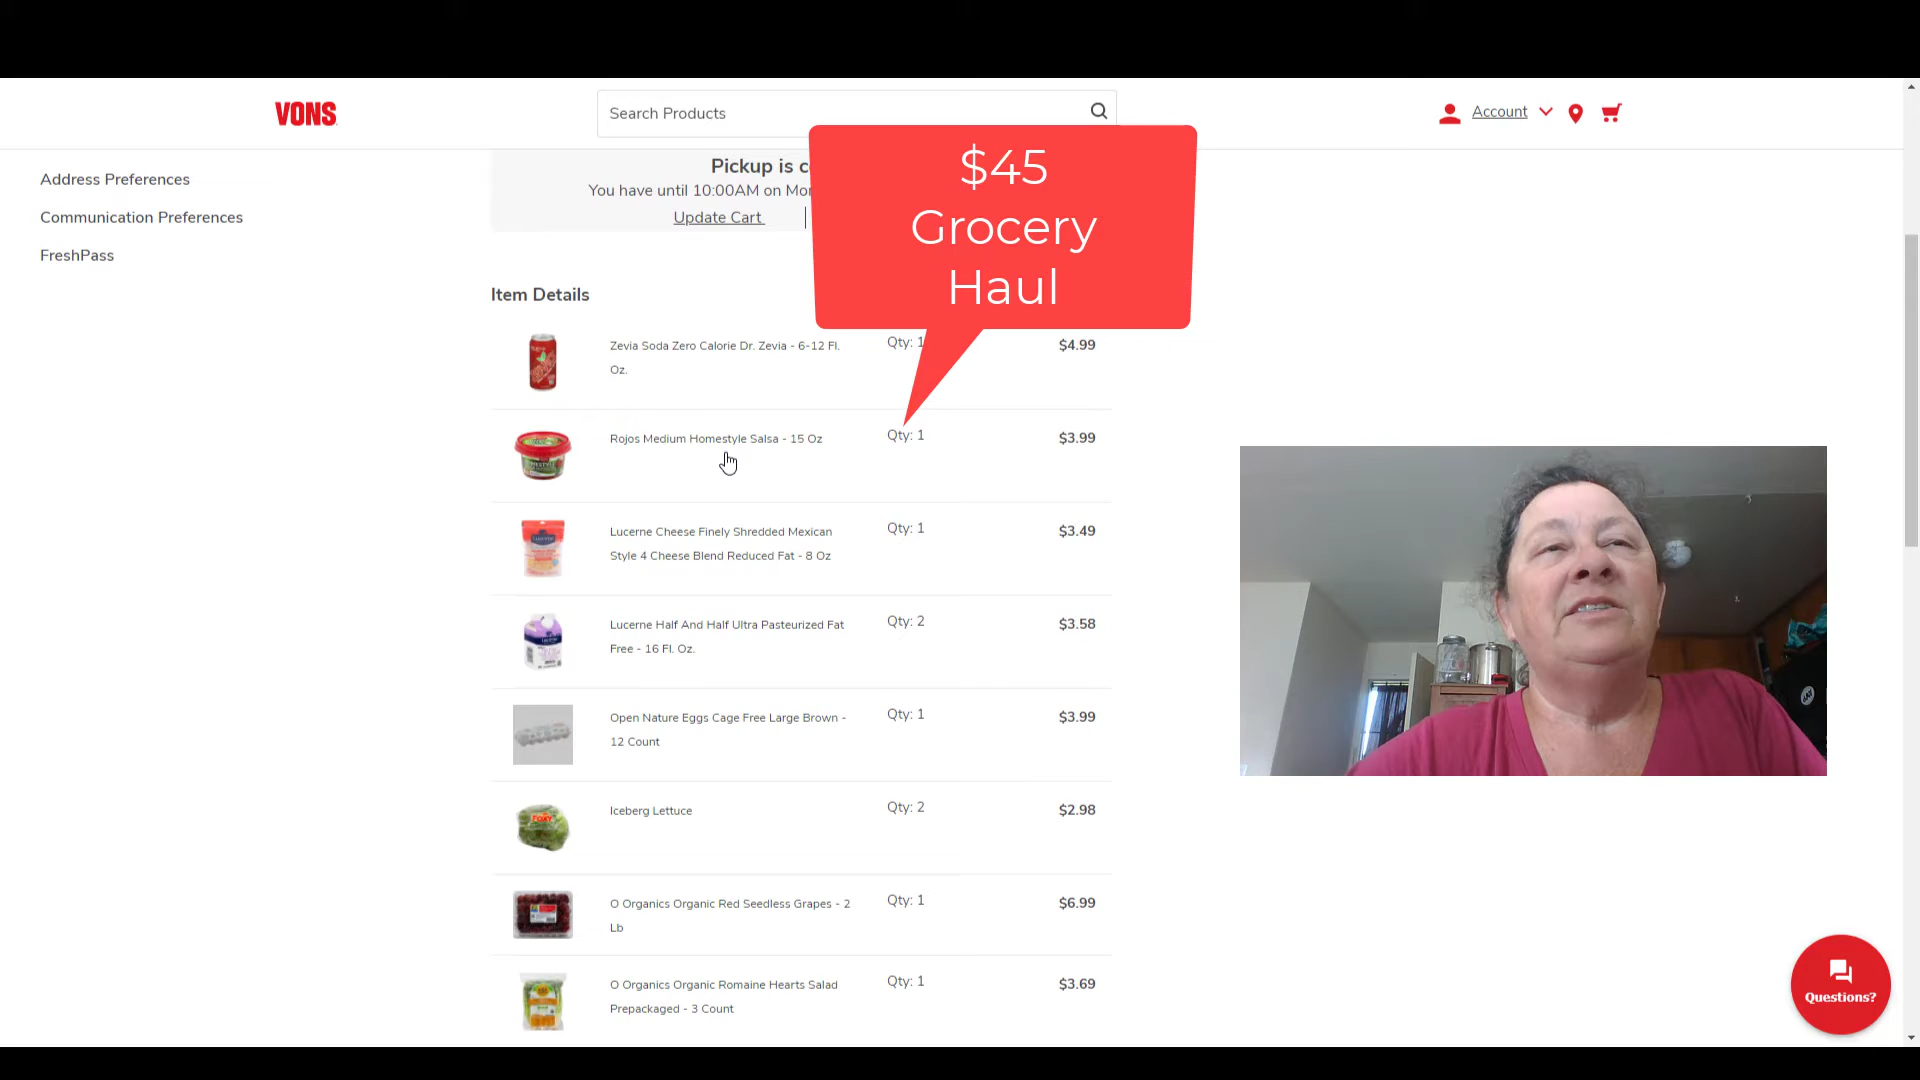 VONS
Search Products
Account
Address Preferences
Communication Preferences
FreshPass
Pickup is
You have until 10:00AM on
Update Cart
$45
Grocery
Haul
Item Details
Zevia Soda Zero Calorie Dr. Zevia - 6-12 Fl. Oz.
Qty: 1
$4.99
Rojos Medium Homestyle Salsa - 15 Oz
Qty: 1
$3.99
Lucerne Cheese Finely Shredded Mexican
Style 4 Cheese Blend Reduced Fat - 8 Oz
Qty: 1
$3.49
Lucerne Half And Half Ultra Pasteurized Fat
Free - 16 Fl. Oz.
Qty: 2
$3.58
Open Nature Eggs Cage Free Large Brown -
12 Count
Qty: 1
$3.99
Iceberg Lettuce
Qty: 2
$2.98
FOXY
O Organics Organic Red Seedless Grapes - 2
Lb
Qty: 1
$6.99
O Organics Organic Romaine Hearts Salad
Prepackaged - 3 Count
Qty: 1
$3.69
Questions?